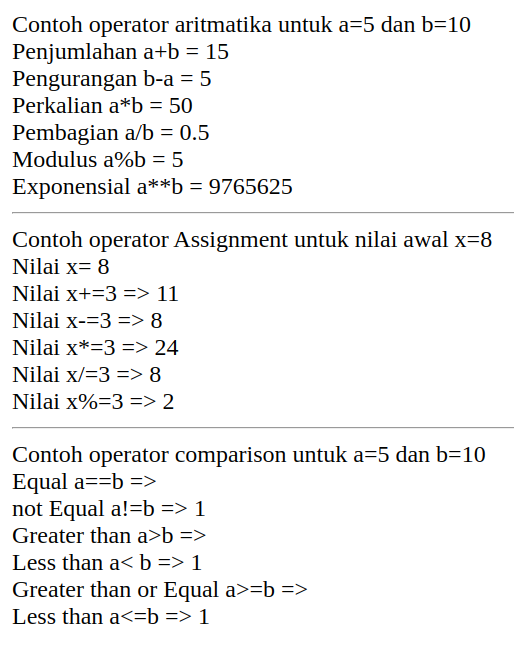 Contoh operator aritmatika untuk a=5 dan b=10
Penjumlahan a+b = 15
Pengurangan b-a = 5
Perkalian a*b = 50
Pembagian a/b = 0.5
Modulus a%b = 5
Exponensial a**b = 9765625
Contoh operator Assignment untuk nilai awal x=8
Nilai x= 8
Nilai x+=3 => 11
Nilai x-=3 => 8
Nilai x*=3 => 24
Nilai x/=3 => 8
Nilai x%=3 => 2
Contoh operator comparison untuk a=5 dan b=10
Equal a==b =>
not Equal a!=b => 1
Greater than a>b =>
Less than a< b => 1
Greater than or Equal a>=b =>
Less than a<=b => 1